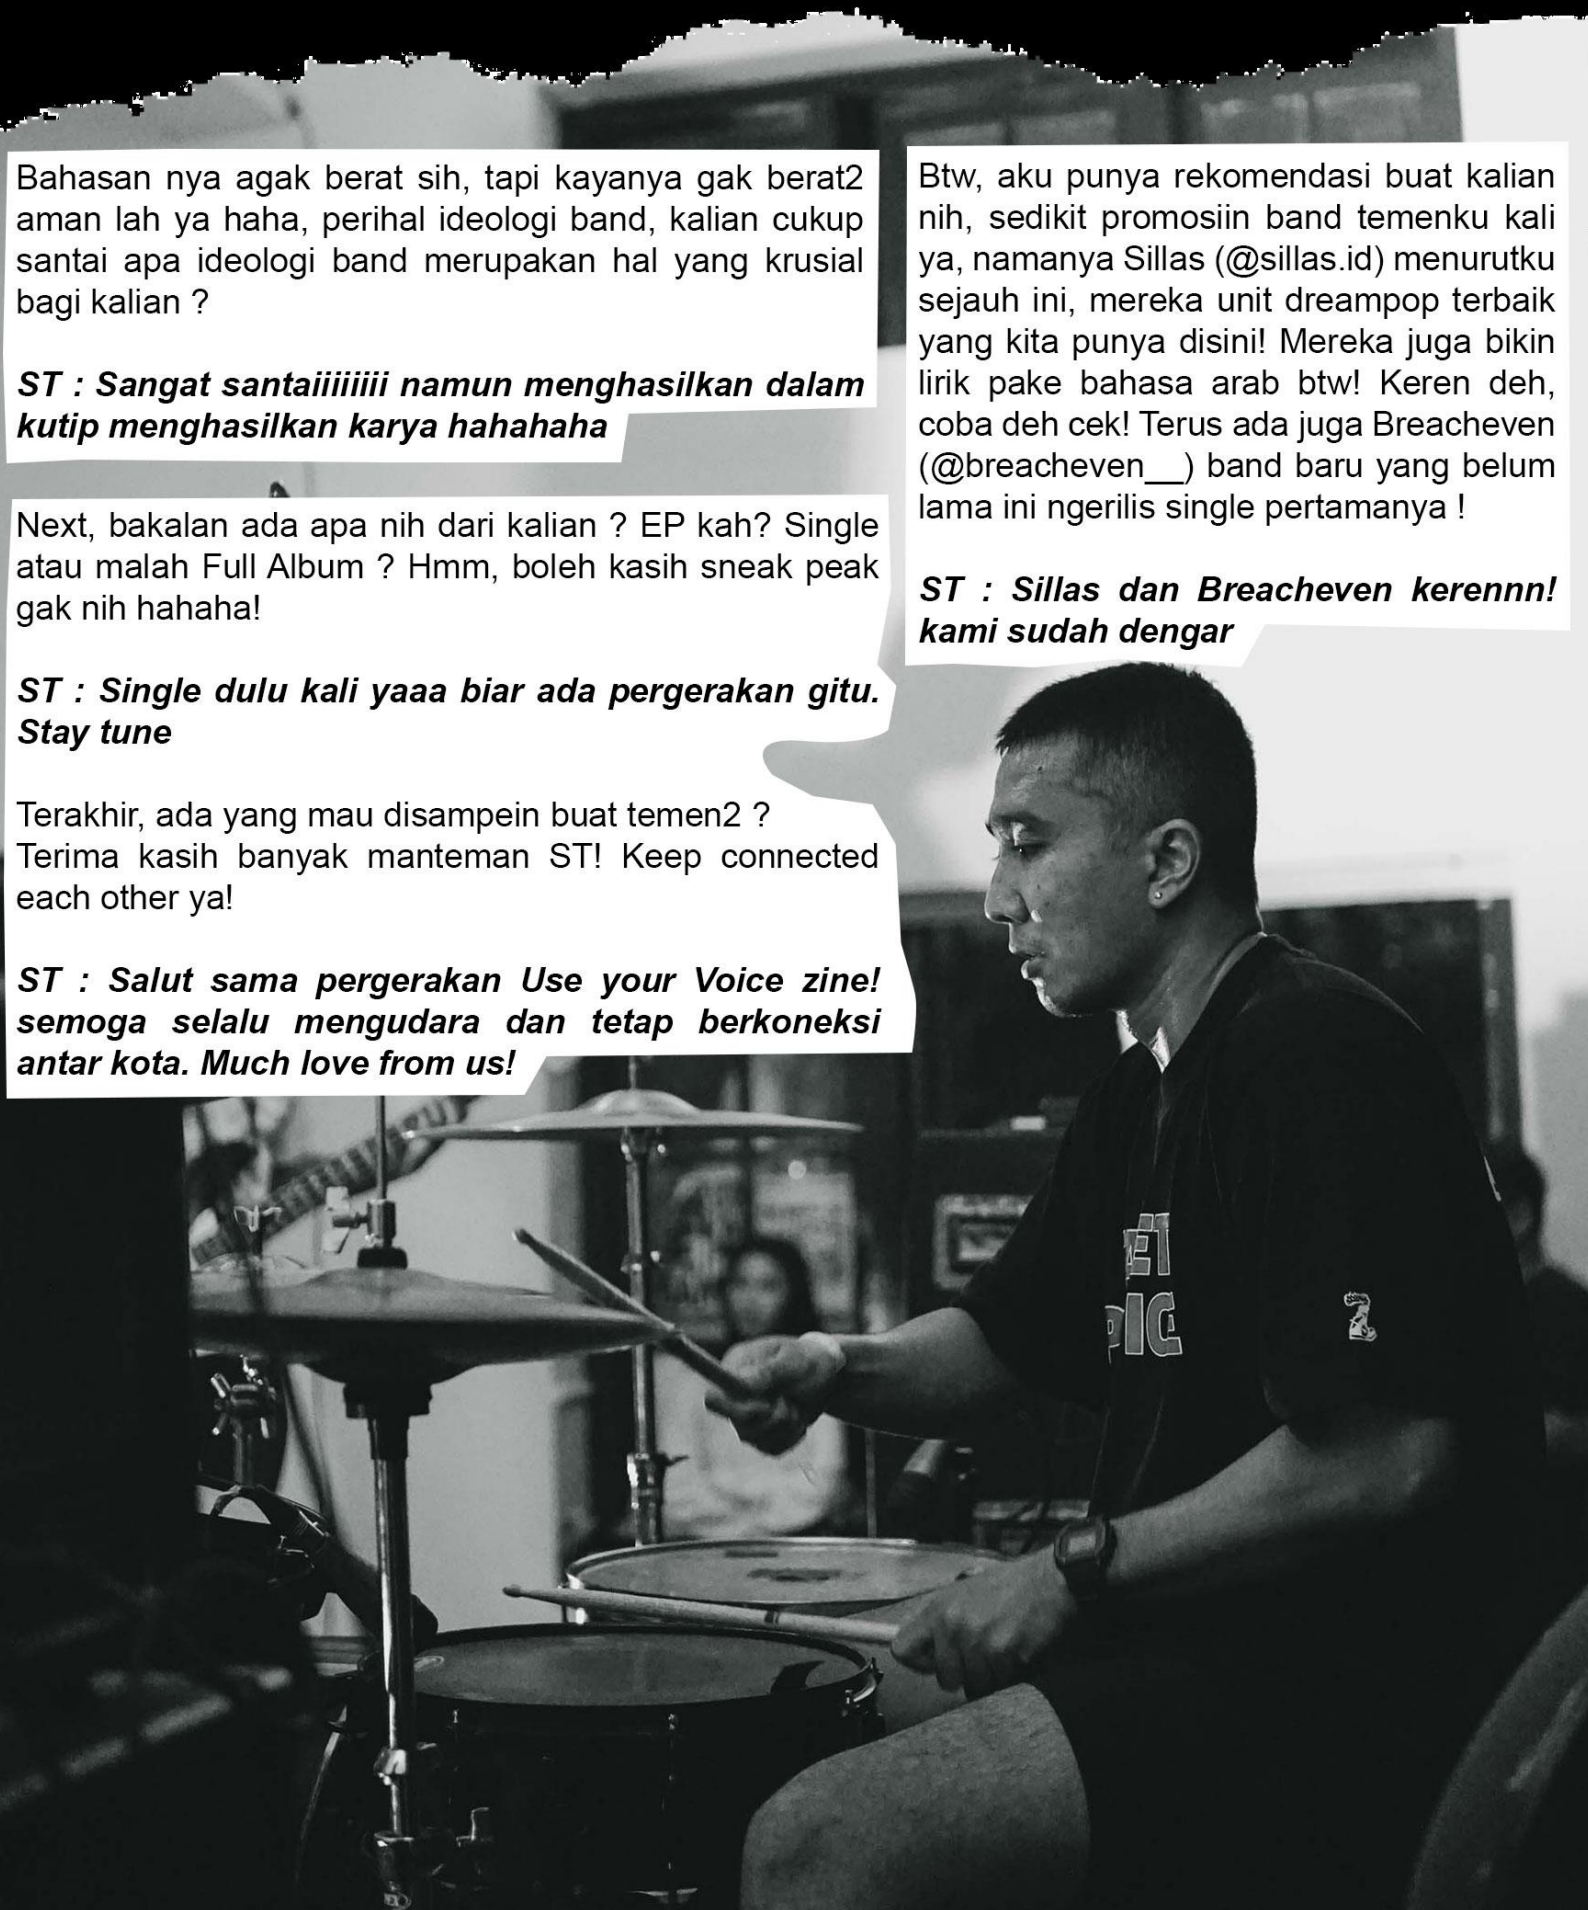 Bahasan nya agak berat sih, tapi kayanya gak berat2
aman lah ya haha, perihal ideologi band, kalian cukup
santai apa ideologi band merupakan hal yang krusial
bagi kalian ?
ST : Sangat santaiiiiiiiii namun menghasilkan dalam
kutip menghasilkan karya hahahaha
Next, bakalan ada apa nih dari kalian ? EP kah? Single
atau malah Full Album ? Hmm, boleh kasih sneak peak
gak nih hahaha!
ST : Single dulu kali yaaa biar ada pergerakan gitu.
Stay tune
Terakhir, ada yang mau disampein buat temen2 ?
Terima kasih banyak manteman ST! Keep connected
each other ya!
ST : Salut sama pergerakan Use your Voice zine!
semoga selalu mengudara dan tetap berkoneksi
antar kota. Much love from us!
Btw, aku punya rekomendasi buat kalian
nih, sedikit promosiin band temenku kali
ya, namanya Sillas (@sillas.id) menurutku
sejauh ini, mereka unit dreampop terbaik
yang kita punya disini! Mereka juga bikin
lirik pake bahasa arab btw! Keren deh,
coba deh cek! Terus ada juga Breacheven
(@breacheven__) band baru yang belum
lama ini ngerilis single pertamanya !
ST : Sillas dan Breacheven kerennn!
kami sudah dengar
2